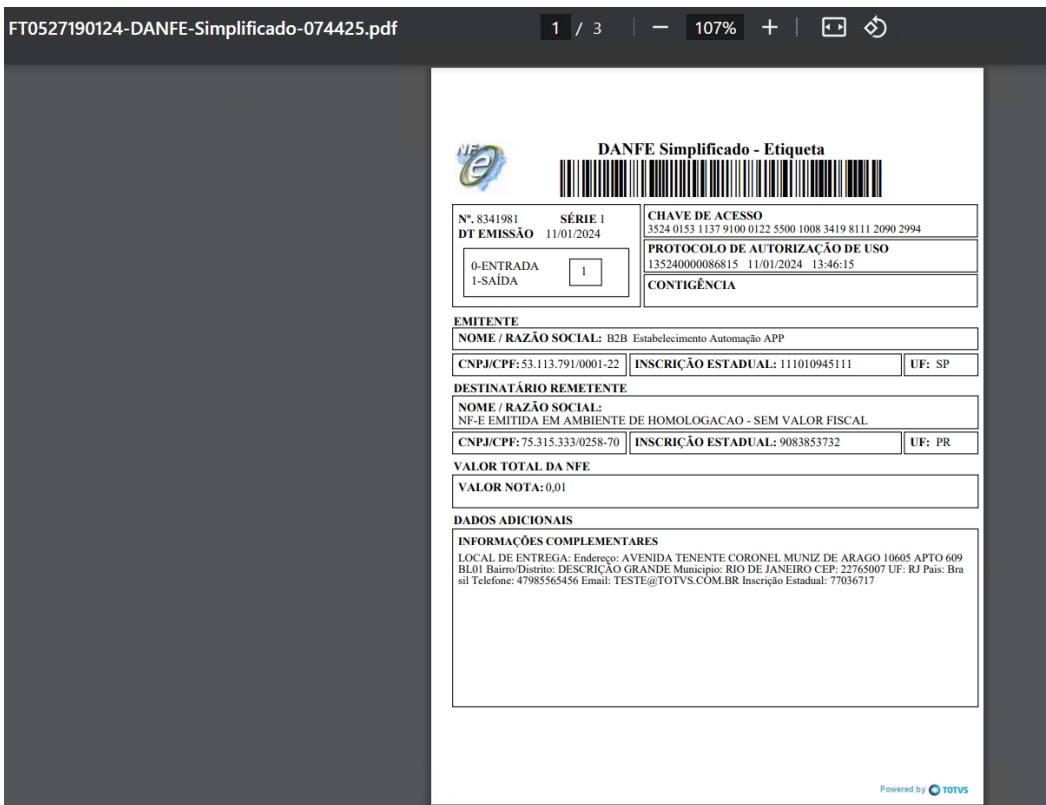 FT0527190124-DANFE-Simplificado-074425.pdf
1 / 3
107%
NFe
DANFE Simplificado - Etiqueta
Nº. 8341981 SÉRIE 1
DT EMISSÃO 11/01/2024
0-ENTRADA
1-SAÍDA
1
CHAVE DE ACESSO
3524 0153 1137 9100 0122 5500 1008 3419 8111 2090 2994
PROTOCOLO DE AUTORIZAÇÃO DE USO
135240000086815 11/01/2024 13:46:15
CONTIGÊNCIA
EMITENTE
NOME / RAZÃO SOCIAL: B2B Estabelecimento Automação APP
CNPJ/CPF: 53.113.791/0001-22 INSCRIÇÃO ESTADUAL: 111010945111 UF: SP
DESTINATÁRIO REMETENTE
NOME / RAZÃO SOCIAL:
NF-E EMITIDA EM AMBIENTE DE HOMOLOGACAO - SEM VALOR FISCAL
CNPJ/CPF: 75.315.333/0258-70 INSCRIÇÃO ESTADUAL: 9083853732 UF: PR
VALOR TOTAL DA NFE
VALOR NOTA: 0,01
DADOS ADICIONAIS
INFORMAÇÕES COMPLEMENTARES
LOCAL DE ENTREGA: Endereço: AVENIDA TENENTE CORONEL MUNIZ DE ARAGO 10605 APTO 609
BL01 Bairro/Distrito: DESCRIÇÃO GRANDE Municipio: RIO DE JANEIRO CEP: 22765007 UF: RJ Pais: Bra
sil Telefone: 47985565456 Email: TESTE@TOTVS.COM.BR Inscrição Estadual: 77036717
Powered by TOTVS